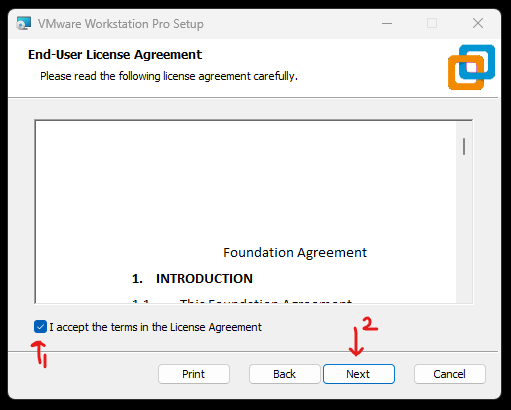 VMware Workstation Pro Setup
End-User License Agreement
Please read the following license agreement carefully.
Foundation Agreement
1. INTRODUCTION
1.1 This Foundation Agreement
I accept the terms in the License Agreement
1
2
Print Back Next Cancel